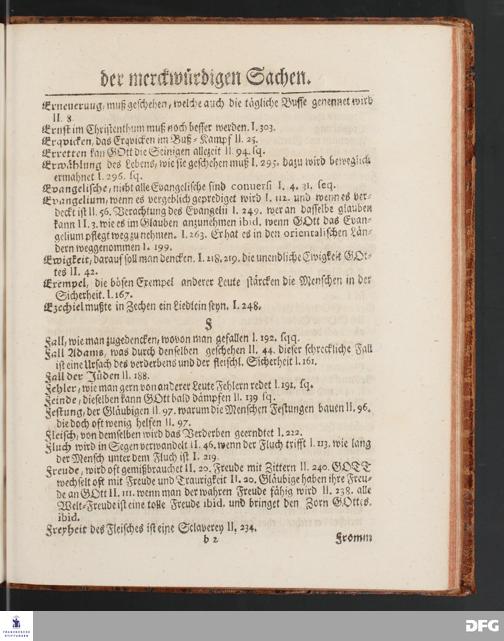 der merckwürdigen Sachen.
Erneuerung, muß geschehen, welche auch die tägliche Busse genennet wird
II. 8.
Ernst im Christenthum muß noch besser werden. I. 303.
Erqvicken, das Erqvicken im Buß-Kampf II. 25.
Erretten kan GOtt die Seinigen allezeit II. 94. sq.
Erwählung des Lebens, wie sie geschehen muß I. 295. dazu wird beweglich
ermahnet I. 296. sq.
Evangelische, nicht alle Evangelische sind conversi I. 4. 31. seq.
Evangelium, wenn es vergeblich geprediget wird I. 112. und wenn es ver-
deckt ist II. 56. Verachtung des Evangelii I. 249. wer an dasselbe glauben
kann II. 3. wie es im Glauben anzunehmen ibid. wenn GOtt das Evan-
gelium pflegt weg zu nehmen. I. 263. Er hat es in den orientalischen Län-
dern weggenommen I. 199.
Ewigkeit, darauf soll man dencken. I. 218. 219. die unendliche Ewigkeit GOt-
tes II. 42.
Exempel, die bösen Exempel anderer Leute stärcken die Menschen in der
Sicherheit. I. 167.
Ezechiel mußte in Zechen ein Liedlein seyn. I. 248.
F
Fall, wie man zugedencken, wovon man gefallen I. 192. sqq.
Fall Adams, was durch denselben geschehen II. 44. dieser schreckliche Fall
ist eine Ursach des verderbens und der fleischl. Sicherheit I. 161.
Fall der Jüden II. 188.
Fehler, wie man gern von anderer Leute Fehlern redet I. 191. sq.
Feinde, dieselben kann GOtt bald dämpfen II. 139 sq.
Festung, der Gläubigen II. 97. warum die Menschen Festungen bauen II. 96.
die doch oft wenig helfen II. 97.
Fleisch, von demselben wird das Verderben geerndtet I. 212.
Fluch wird in Segen verwandelt II. 46. wenn der Fluch trifft I. 113. wie lang
der Mensch unter dem Fluch ist I. 219.
Freude, wird oft gemißbrauchet II. 20. Freude mit Zittern II. 240. GOTT
wechselt oft mit Freude und Traurigkeit II. 20. Gläubige haben ihre Freu-
de an GOtt II. 111. wenn man der wahren Freude fähig wird II. 238. alle
Welt-Freude ist eine tolle Freude ibid. und bringet den Zorn GOttes.
ibid.
Freyheit des Fleisches ist eine Sclaverey II. 234.
b 2
Fromm
FRANCKESCHE
STIFTUNGEN
DFG